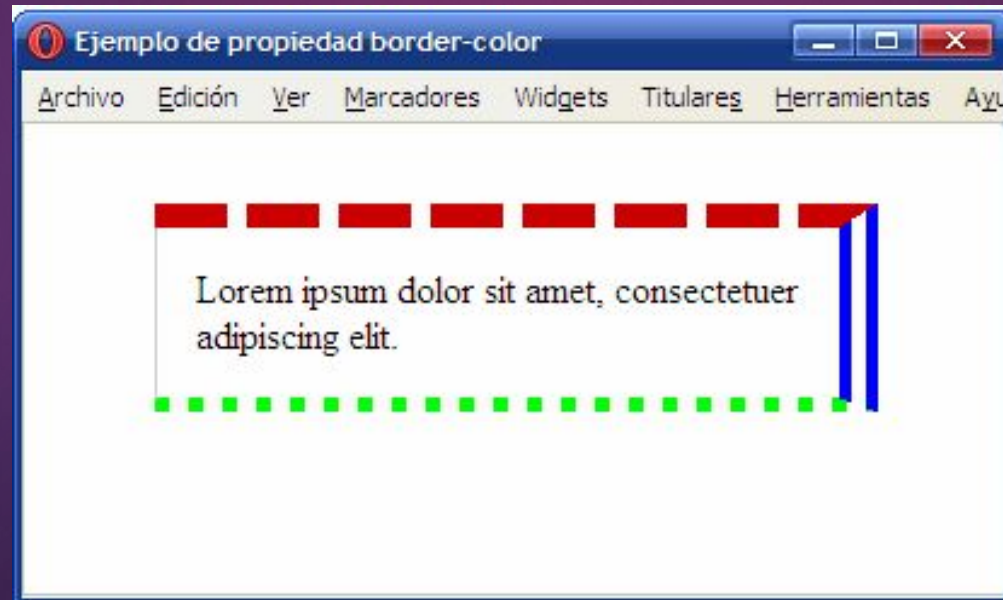 Ejemplo de propiedad border-color
Archivo Edición Ver Marcadores Widgets Titulares Herramientas Ayu
Lorem ipsum dolor sit amet, consectetuer
adipiscing elit.